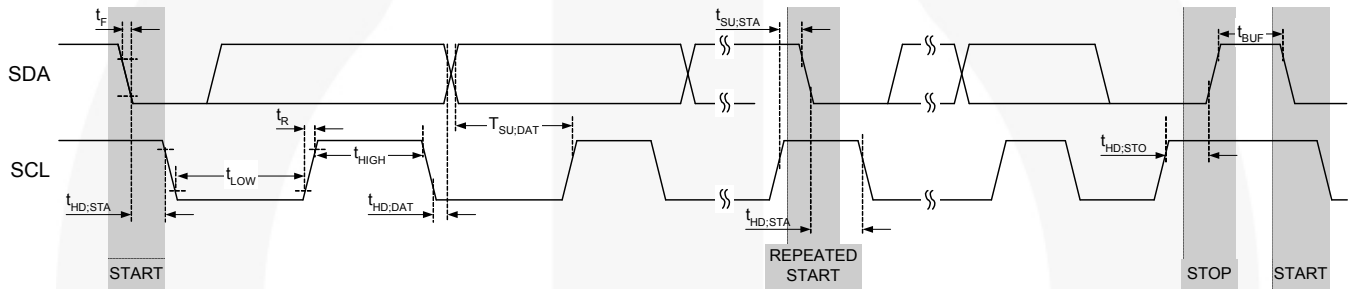 tF
tSU;STA
tBUF
SDA
tR
TSU;DAT
tHIGH
tHD;STO
SCL
tLOW
tHD;STA
tHD;DAT
tHD;STA
START
REPEATED
START
STOP
START